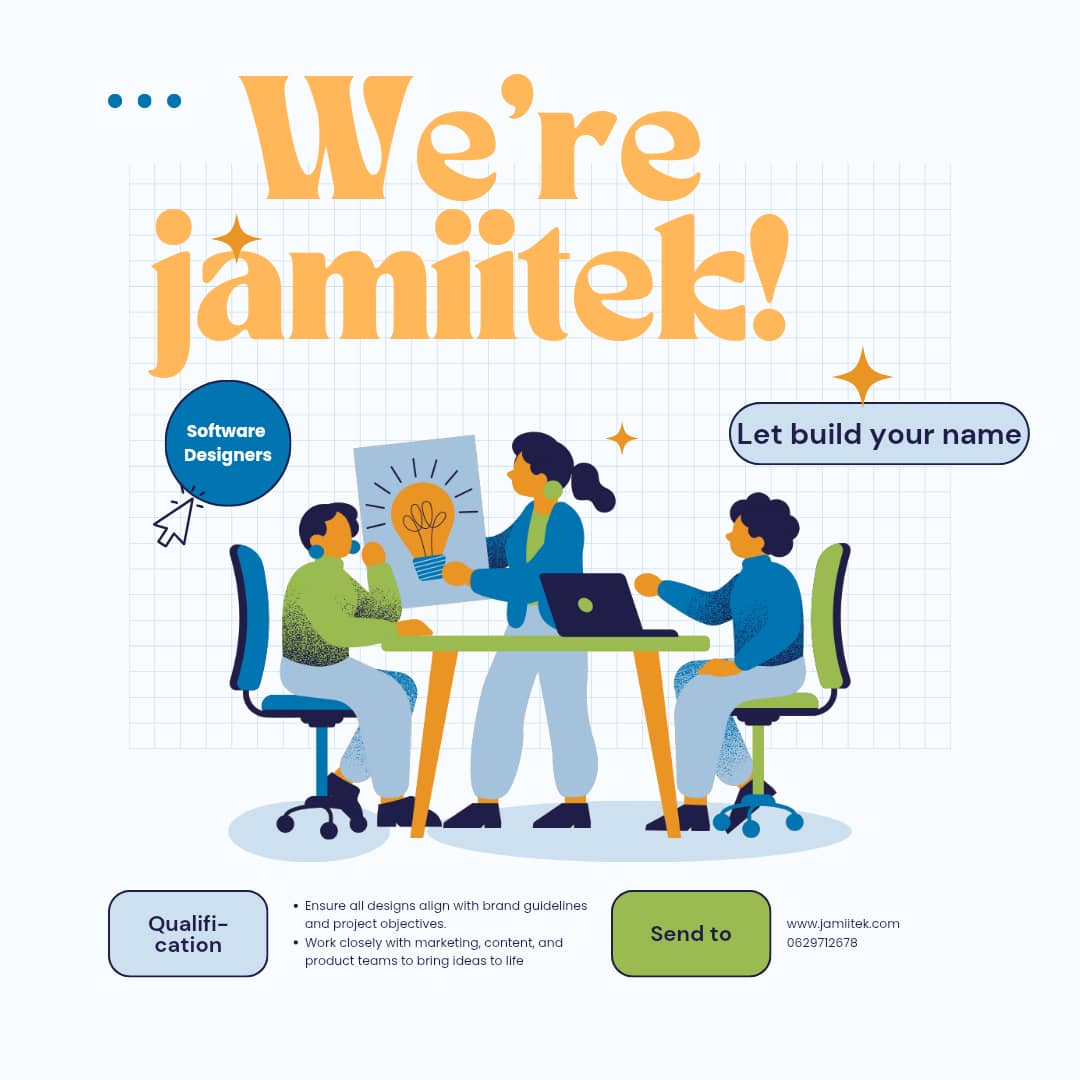 We’re
jamiitek!
Software
Designers
Let build your name
Qualifi-
cation
• Ensure all designs align with brand guidelines
and project objectives.
• Work closely with marketing, content, and
product teams to bring ideas to life
Send to
www.jamiitek.com
0629712678